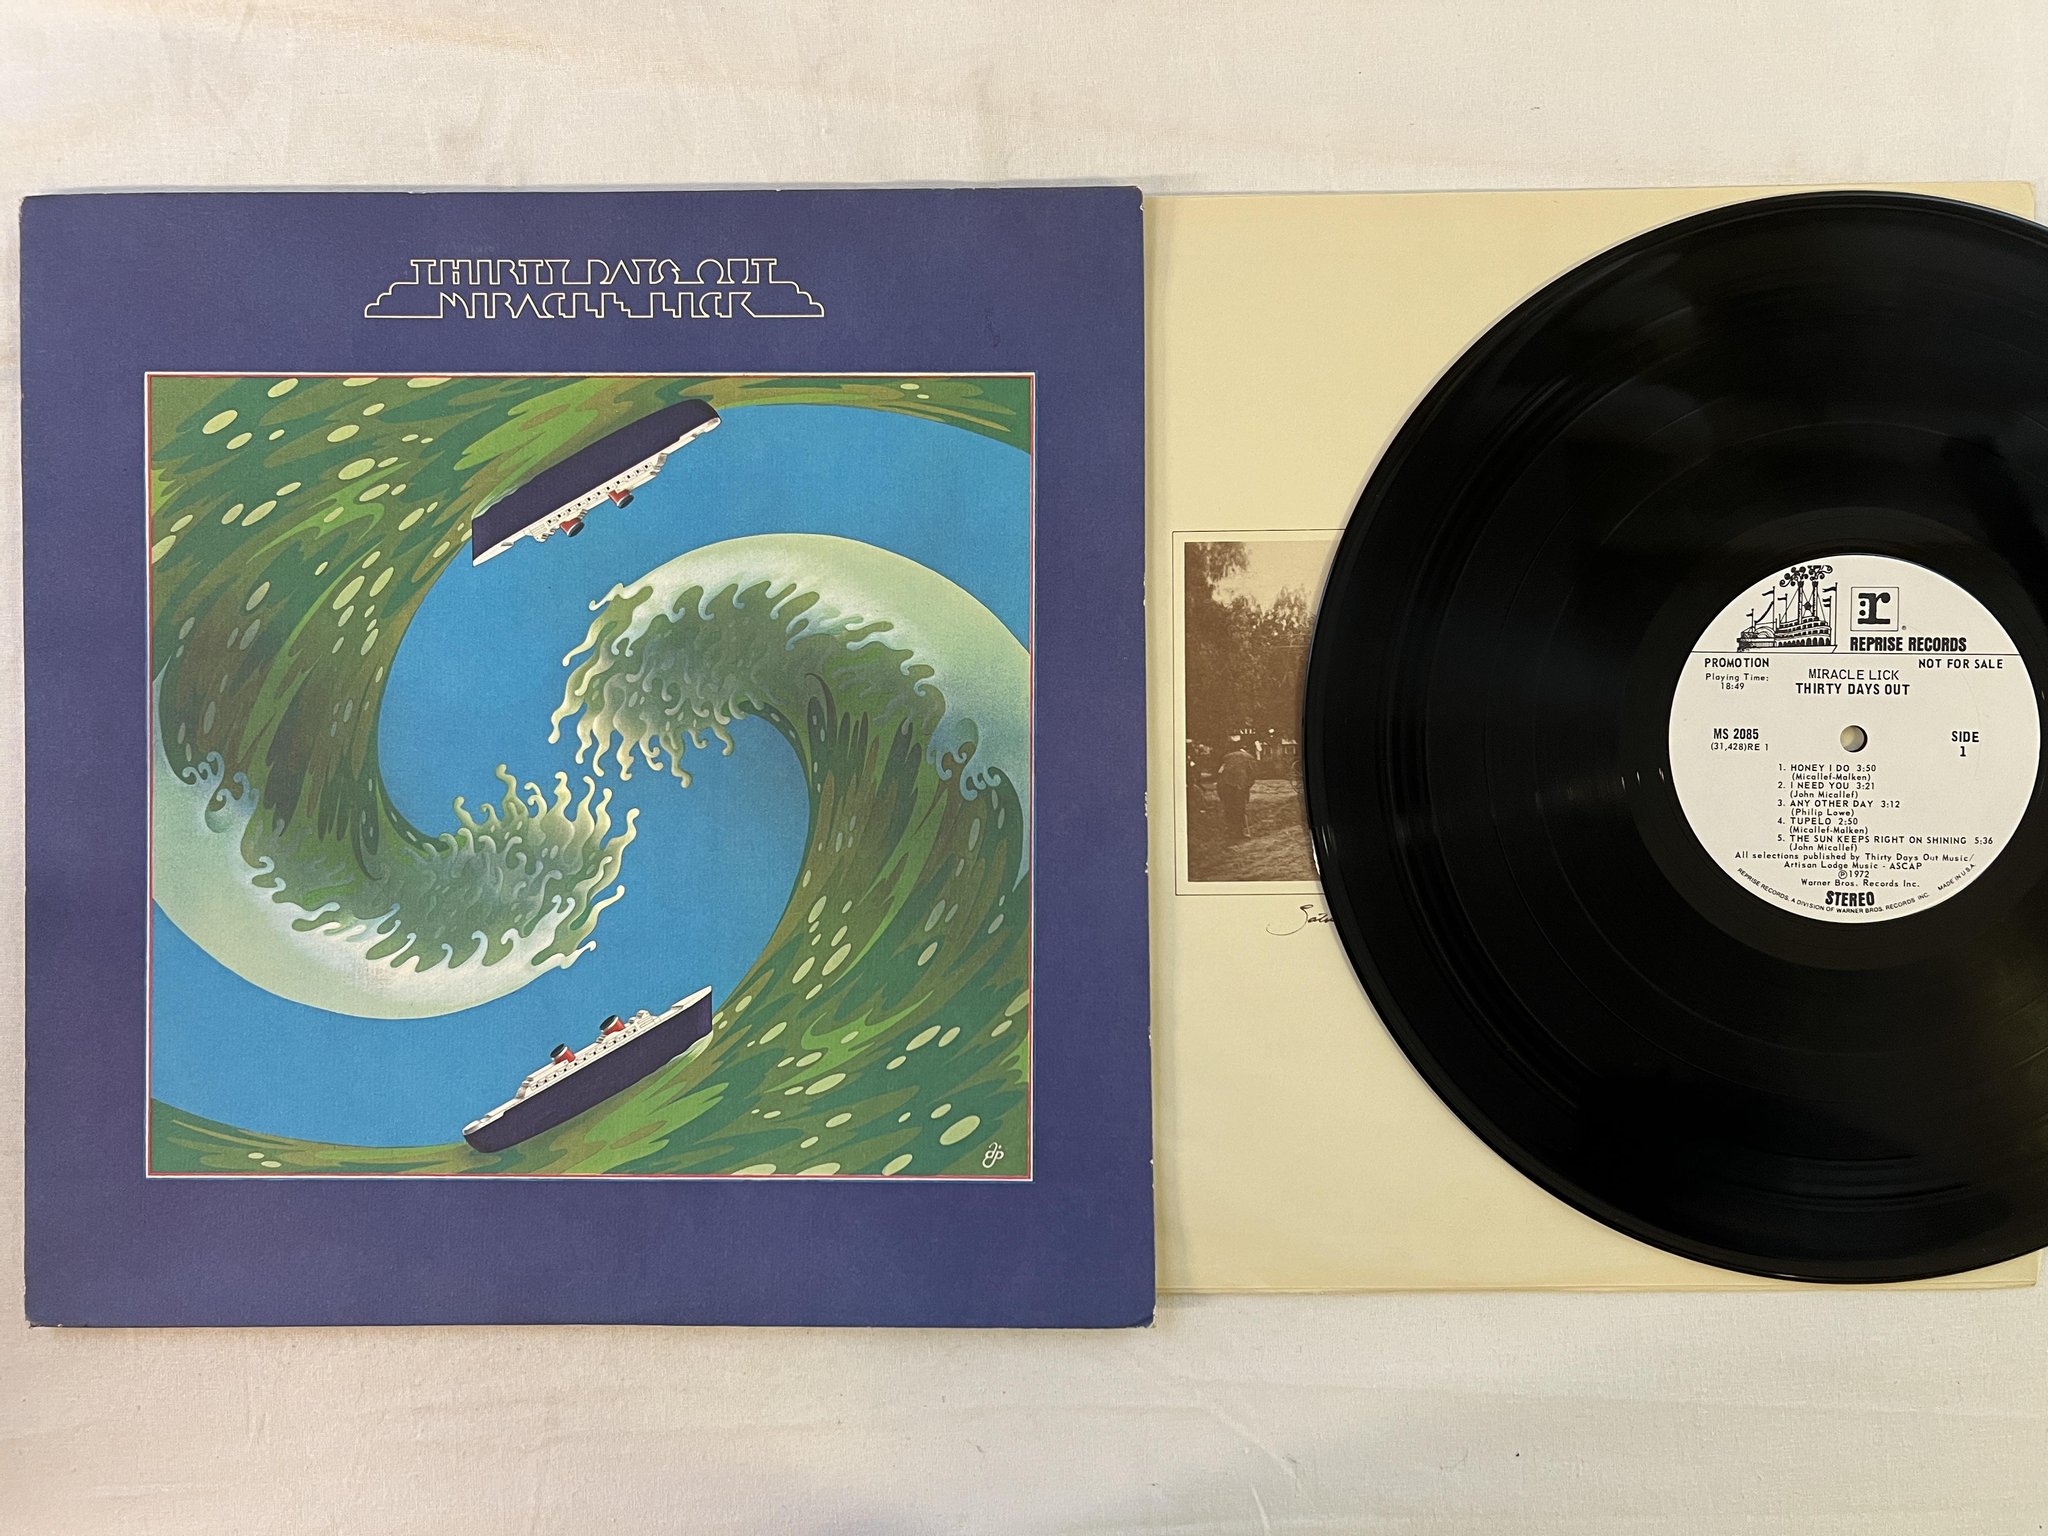 THIRTY DAYS OUT
MIRACLE LICK
r
®
REPRISE RECORDS
PROMOTION
NOT FOR SALE
Playing Time:
18:49
MIRACLE LICK
THIRTY DAYS OUT
MS 2085
(31,428)RE 1
SIDE
1
1. HONEY I DO 3:50
(Micallef-Malken)
2. I NEED YOU 3:21
(John Micallef)
3. ANY OTHER DAY 3:12
(Philip Lowe)
4. TUPELO 2:50
(Micallef-Malken)
5. THE SUN KEEPS RIGHT ON SHINING 5:36
(John Micallef)
All selections published by Thirty Days Out Music/
Artisan Lodge Music - ASCAP
℗1972
Warner Bros. Records Inc.
STEREO
REPRISE RECORDS, A DIVISION OF WARNER BROS. RECORDS INC. MADE IN U.S.A.